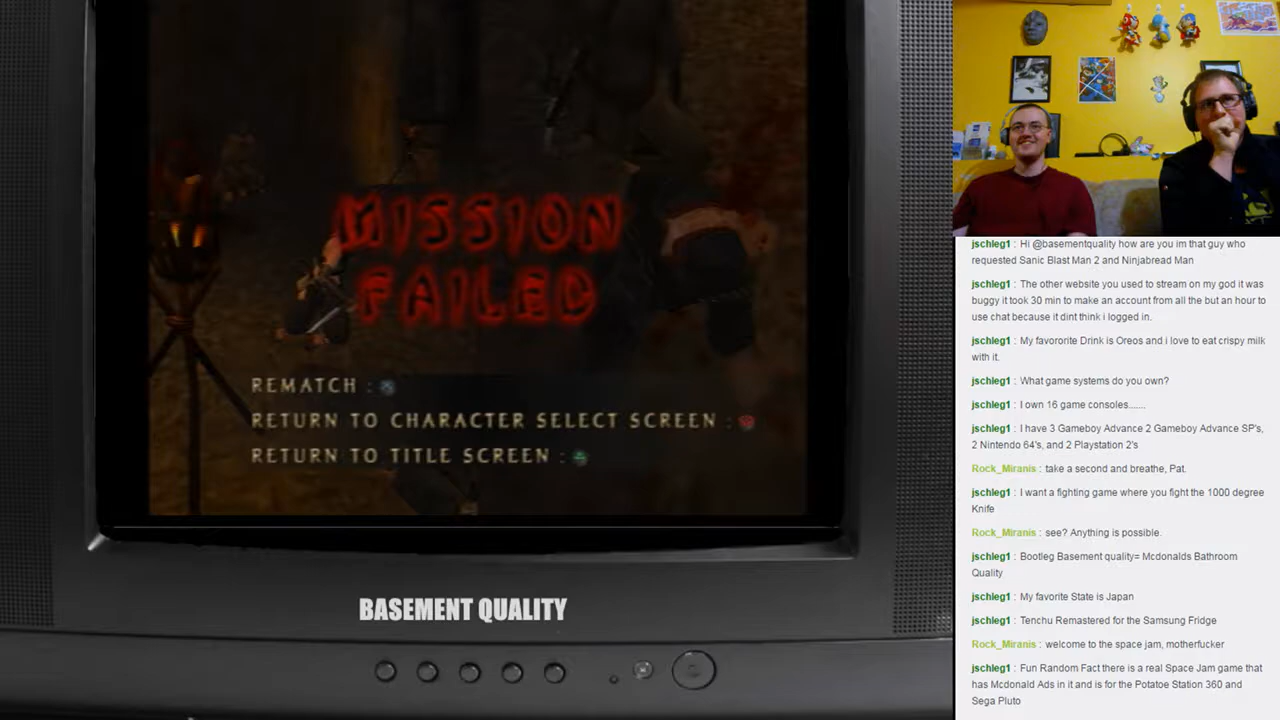 MISSION
FAILED
REMATCH :
RETURN TO CHARACTER SELECT SCREEN :
RETURN TO TITLE SCREEN :
BASEMENT QUALITY
jschleg1 : Hi @basementquality how are you im that guy who
requested Sanic Blast Man 2 and Ninjabread Man
jschleg1 : The other website you used to stream on my god it was
buggy it took 30 min to make an account from all the but an hour to
use chat because it dint think i logged in.
jschleg1 : My favororite Drink is Oreos and i love to eat crispy milk
with it.
jschleg1 : What game systems do you own?
jschleg1 : I own 16 game consoles.......
jschleg1 : I have 3 Gameboy Advance 2 Gameboy Advance SP's,
2 Nintendo 64's, and 2 Playstation 2's
Rock_Miranis : take a second and breathe, Pat.
jschleg1 : I want a fighting game where you fight the 1000 degree
Knife
Rock_Miranis : see? Anything is possible.
jschleg1 : Bootleg Basement quality= Mcdonalds Bathroom
Quality
jschleg1 : My favorite State is Japan
jschleg1 : Tenchu Remastered for the Samsung Fridge
Rock_Miranis : welcome to the space jam, motherfucker
jschleg1 : Fun Random Fact there is a real Space Jam game that
has Mcdonald Ads in it and is for the Potatoe Station 360 and
Sega Pluto